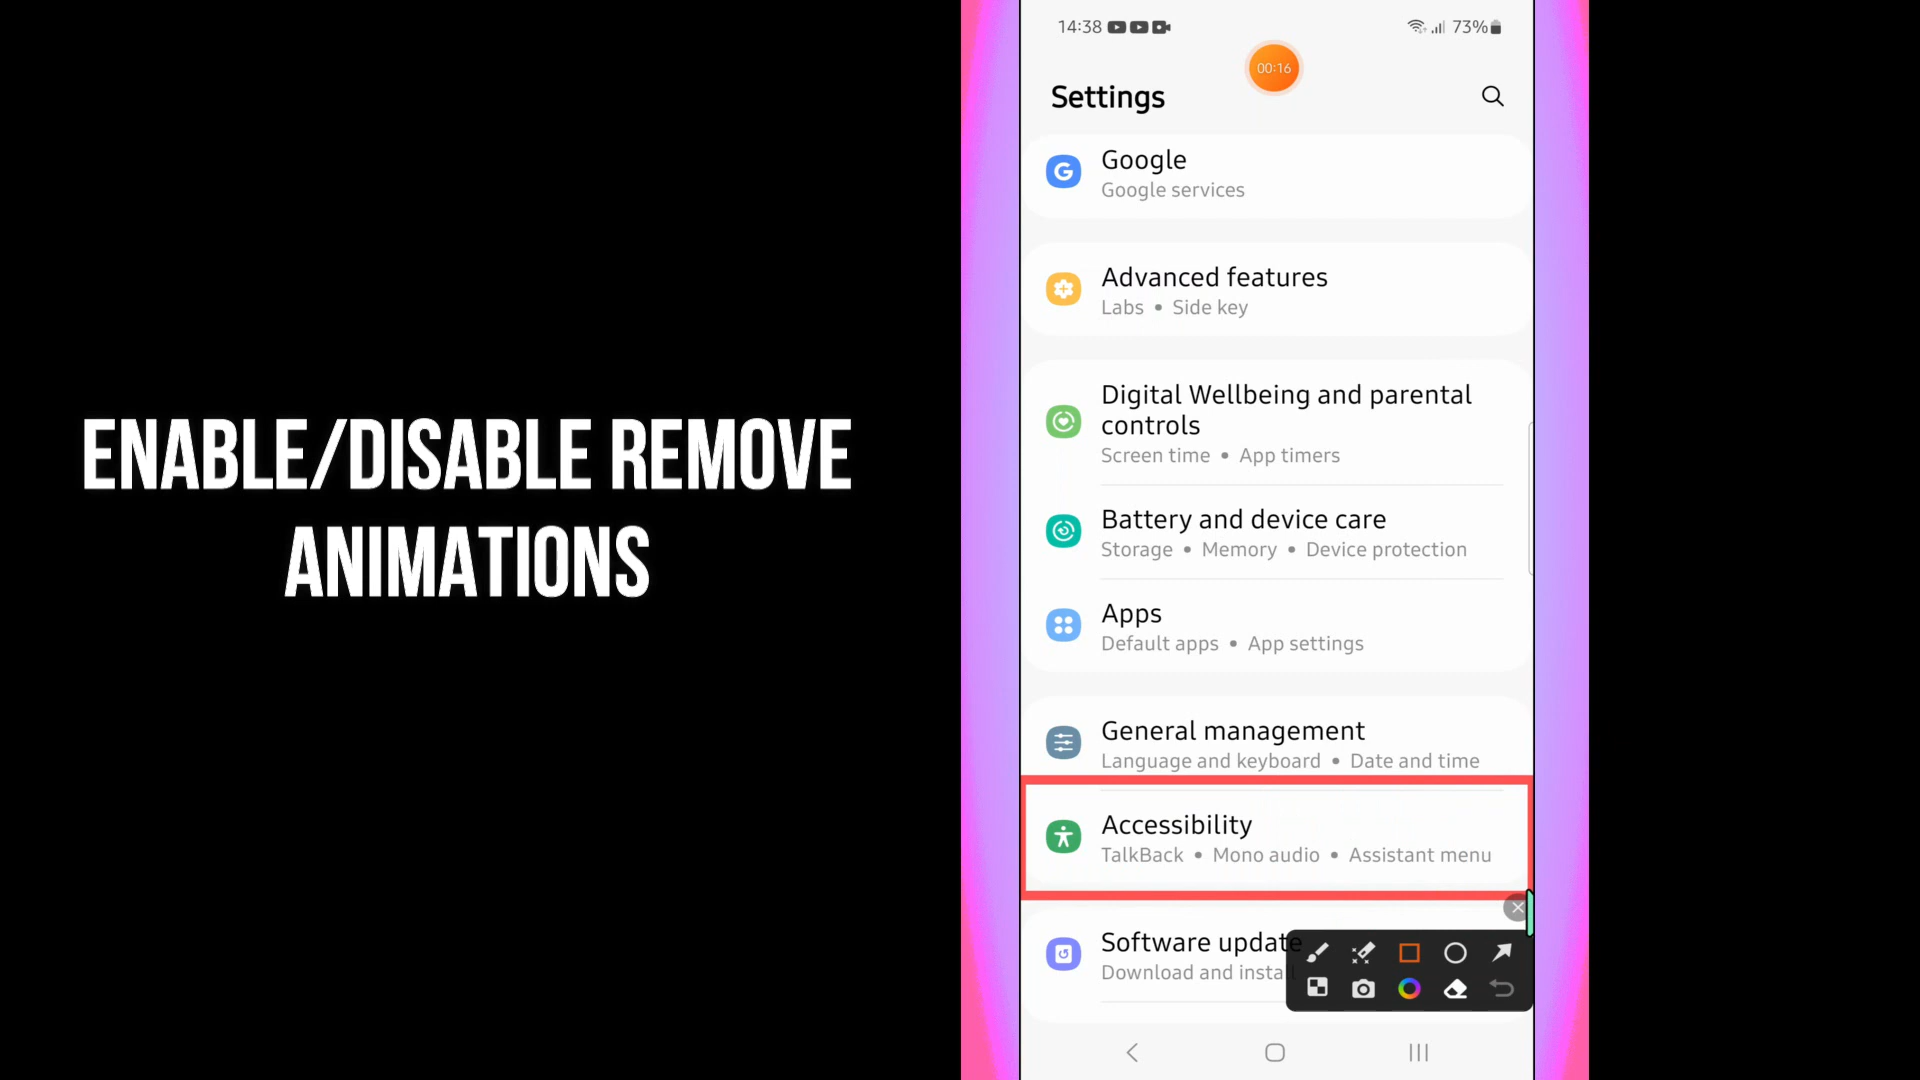 ENABLE/DISABLE REMOVE
ANIMATIONS
14:38
73%
00:16
Settings
Google
Google services
Advanced features
Labs • Side key
Digital Wellbeing and parental
controls
Screen time • App timers
Battery and device care
Storage • Memory • Device protection
Apps
Default apps • App settings
General management
Language and keyboard • Date and time
Accessibility
TalkBack • Mono audio • Assistant menu
Software update
Download and install